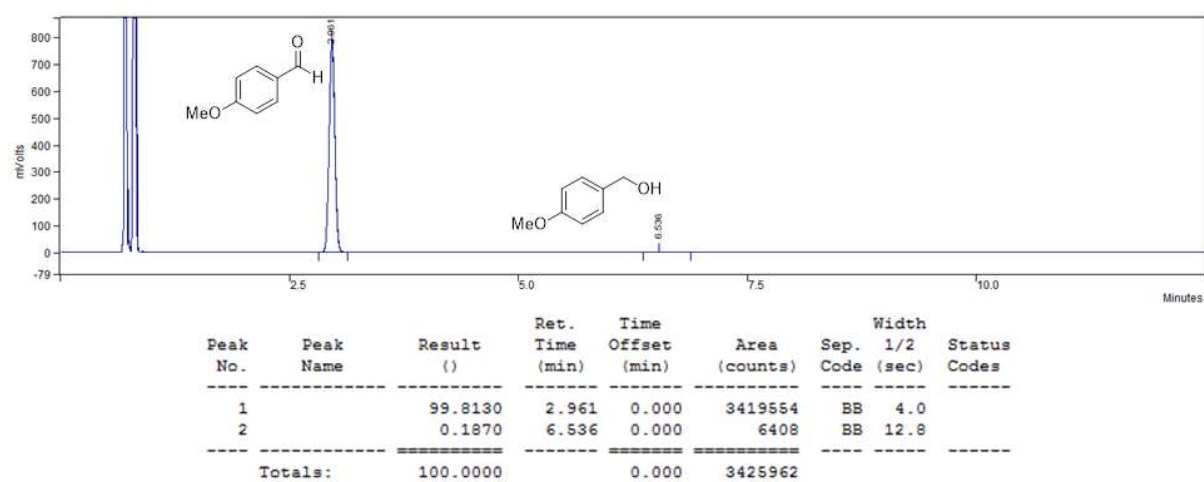 800
700
600
500
400
300
200
100
0
-79
mVolts
2.961
O
H
MeO
OH
MeO
6.536
2.5 5.0 7.5 10.0
Minutes
Ret. Time Width
Peak Peak Result Time Offset Area Sep. 1/2 Status
No. Name () (min) (min) (counts) Code (sec) Codes
---- ------------ ---------- ------- ------- ---------- ---- ----- ------
1 99.8130 2.961 0.000 3419554 BB 4.0
2 0.1870 6.536 0.000 6408 BB 12.8
---- ------------ ========== ------- ======= ========== ---- ----- ------
Totals: 100.0000 0.000 3425962